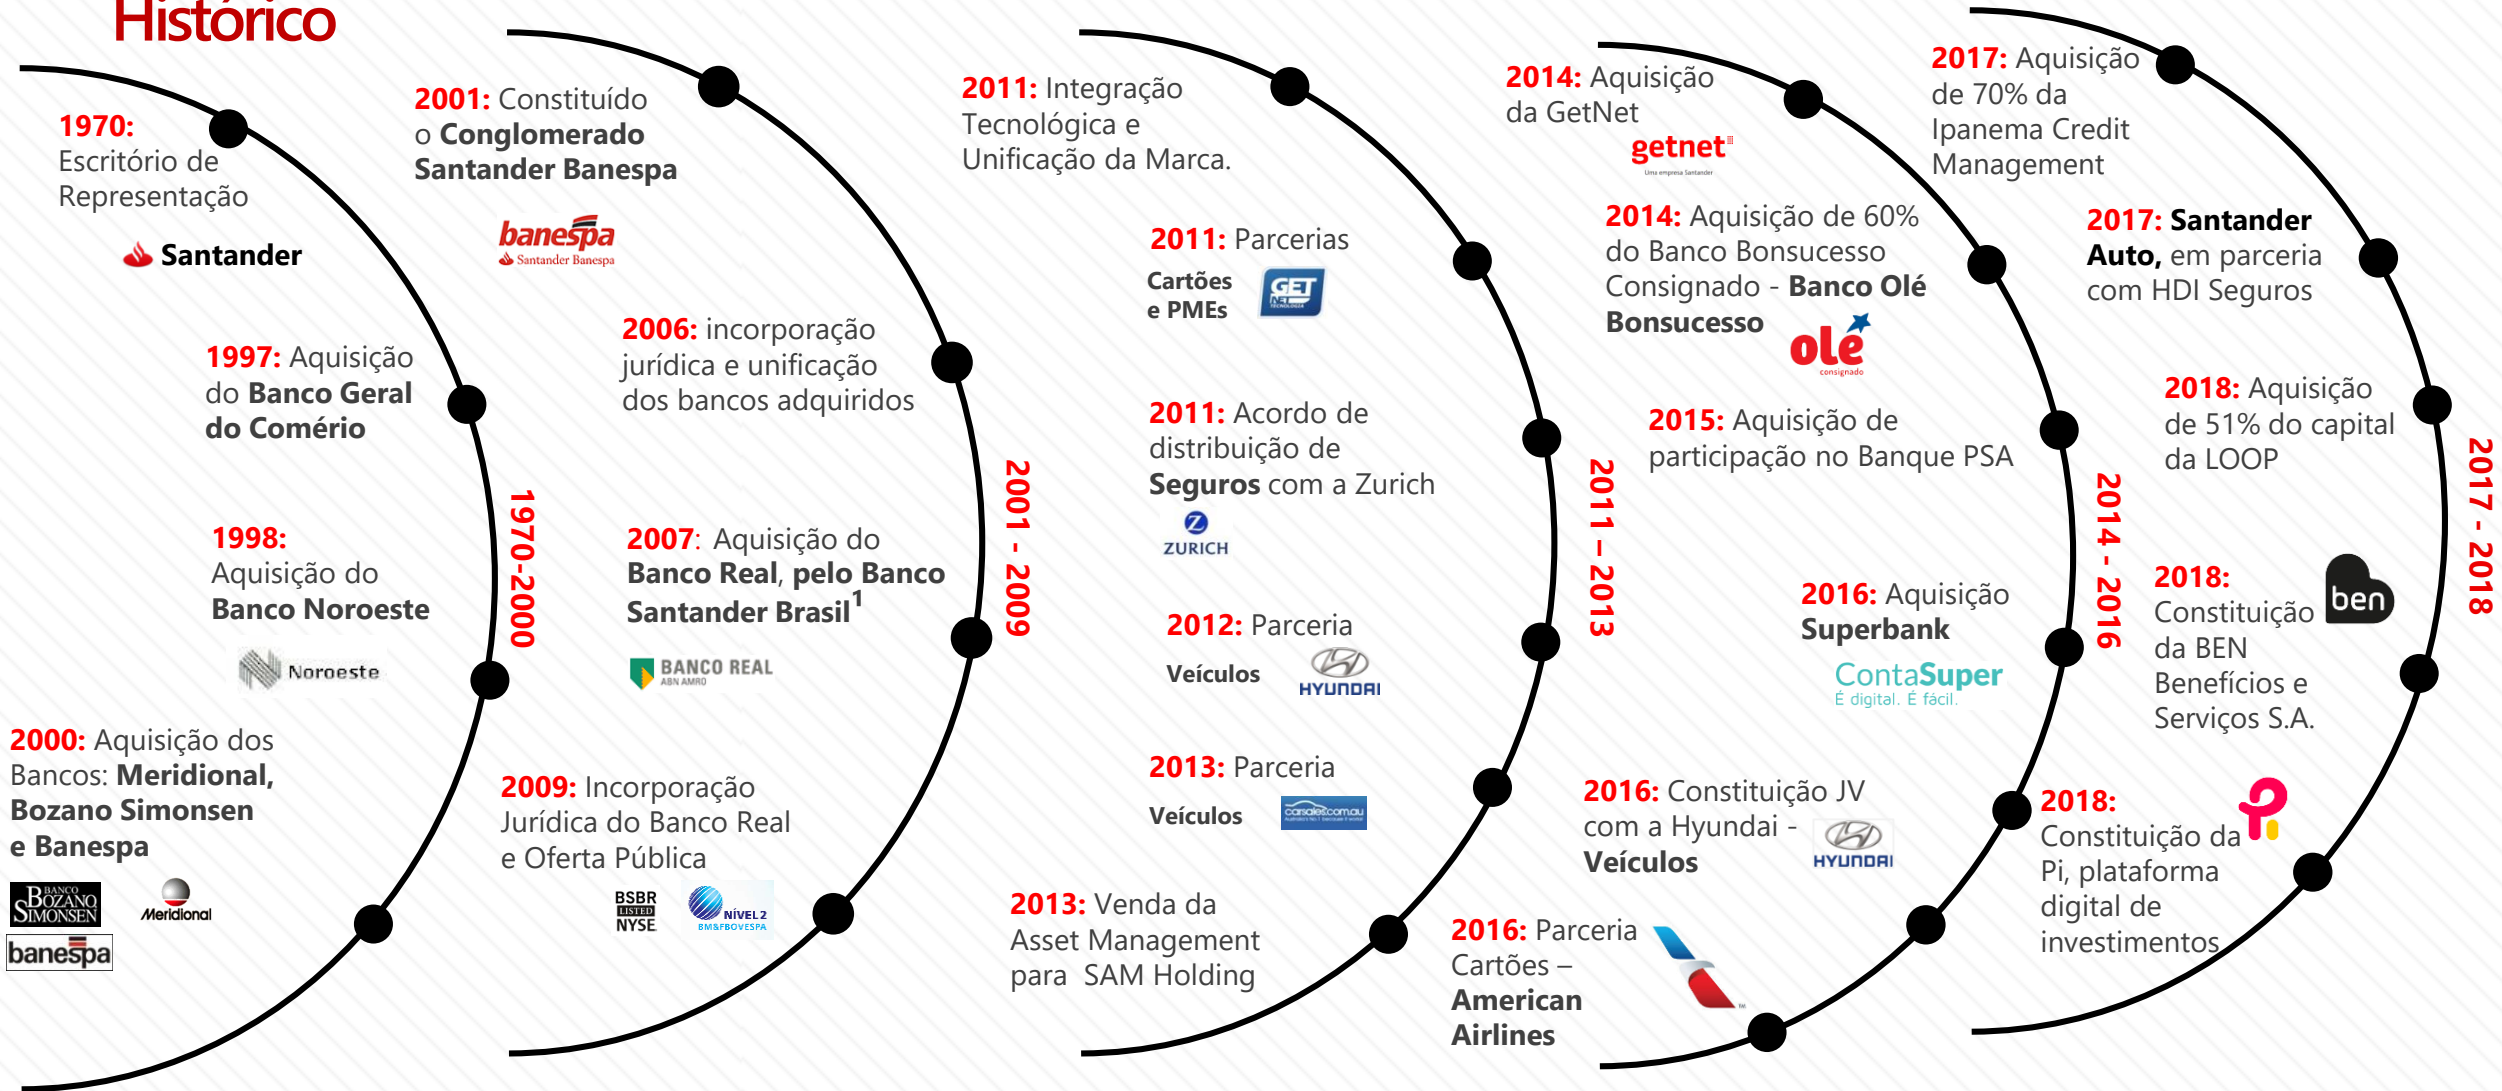 Histórico
1970:
Escritório de
Representação
Santander
1997: Aquisição
do Banco Geral
do Comério
1998:
Aquisição do
Banco Noroeste
Noroeste
2000: Aquisição dos
Bancos: Meridional,
Bozano Simonsen
e Banespa
BANCO
BOZANO
SIMONSEN
Meridional
banespa
1970-2000
2001: Constituído
o Conglomerado
Santander Banespa
banespa
Santander Banespa
2006: incorporação
jurídica e unificação
dos bancos adquiridos
2007: Aquisição do
Banco Real, pelo Banco
Santander Brasil1
BANCO REAL
ABN AMRO
2009: Incorporação
Jurídica do Banco Real
e Oferta Pública
BSBR
LISTED
NYSE
NÍVEL 2
BM&FBOVESPA
2001 - 2009
2011: Integração
Tecnológica e
Unificação da Marca.
2011: Parcerias
Cartões
e PMEs
GET
NET
TECNOLOGIA
2011: Acordo de
distribuição de
Seguros com a Zurich
Z
ZURICH
2012: Parceria
Veículos
HYUNDAI
2013: Parceria
Veículos
carsales.com.au
2013: Venda da
Asset Management
para SAM Holding
2011 – 2013
2014: Aquisição
da GetNet
getnet
Uma empresa Santander
2014: Aquisição de 60%
do Banco Bonsucesso
Consignado - Banco Olé
Bonsucesso
olé
consignado
2015: Aquisição de
participação no Banque PSA
2016: Aquisição
Superbank
ContaSuper
É digital. É fácil.
2016: Constituição JV
com a Hyundai -
Veículos
HYUNDAI
2016: Parceria
Cartões –
American
Airlines
TM
2014 - 2016
2017: Aquisição
de 70% da
Ipanema Credit
Management
2017: Santander
Auto, em parceria
com HDI Seguros
2018: Aquisição
de 51% do capital
da LOOP
2018:
Constituição
da BEN
Benefícios e
Serviços S.A.
ben
2018:
Constituição da
Pi, plataforma
digital de
investimentos
2017 - 2018